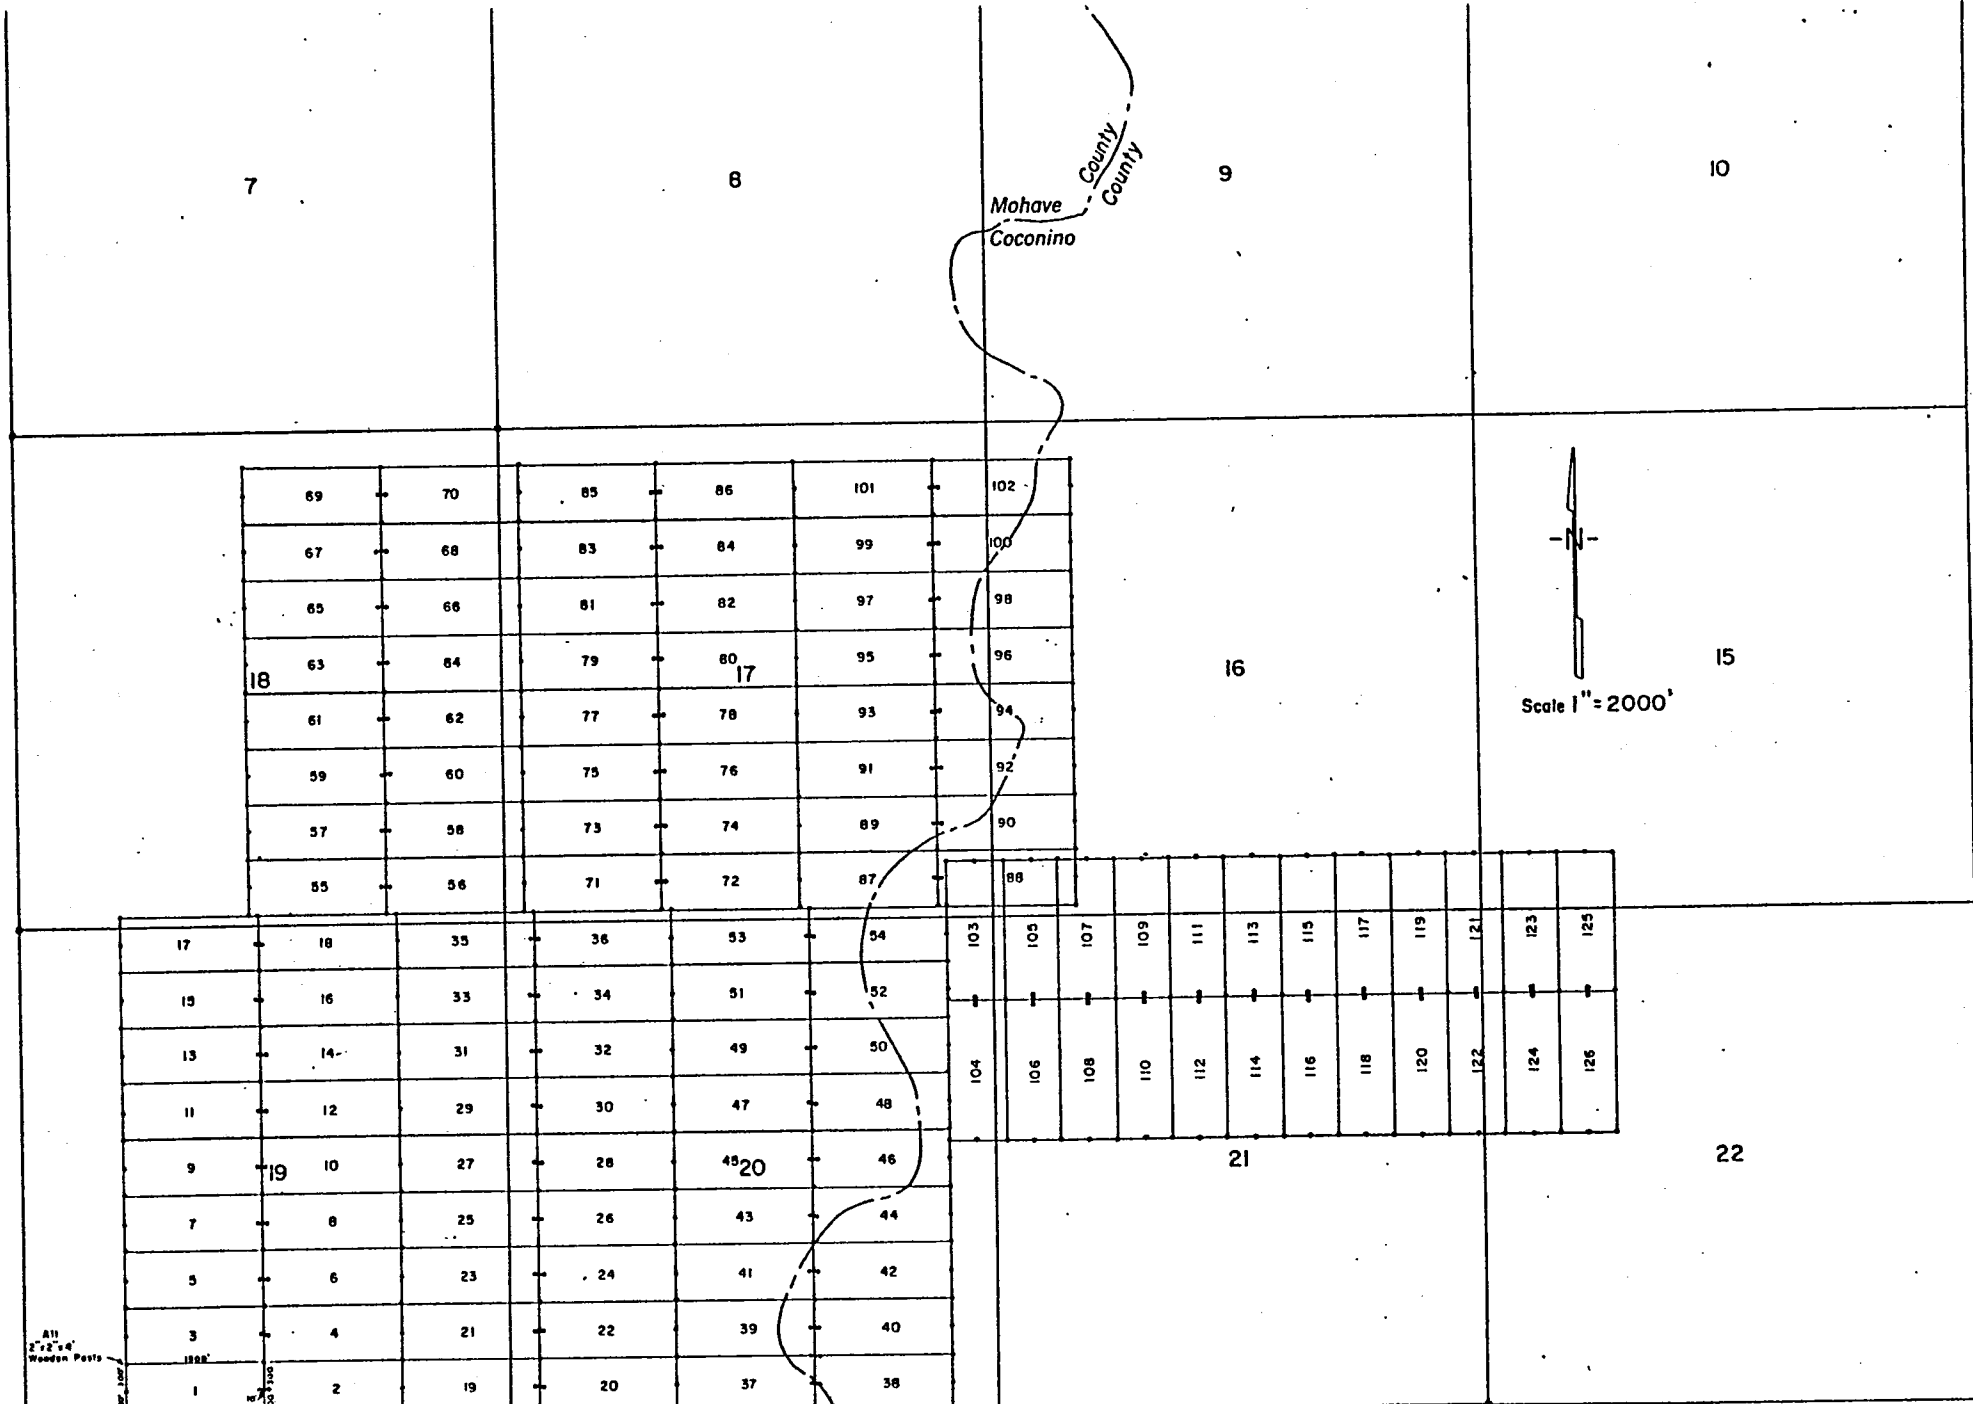 7 8 9 10
County
County
Mohave
Coconino
69 70 85 86 101 102
67 68 83 84 99 100
65 66 81 82 97 98
63 64 79 80 95 96
18 17 16 15
61 62 77 78 93 94
Scale 1" = 2000'
59 60 75 76 91 92
57 58 73 74 89 90
55 56 71 72 87 88
17 18 35 36 53 54
103 105 107 109 111 113 115 117 119 121 123 125
15 16 33 34 51 52
13 14 31 32 49 50
104 106 108 110 112 114 116 118 120 122 124 126
11 12 29 30 47 48
9 10 27 28 45 46
19 20 21 22
7 8 25 26 43 44
5 6 23 24 41 42
3 4 21 22 39 40
All
2"x2"x4'
Wooden Posts
1500'
1 2 19 20 37 38